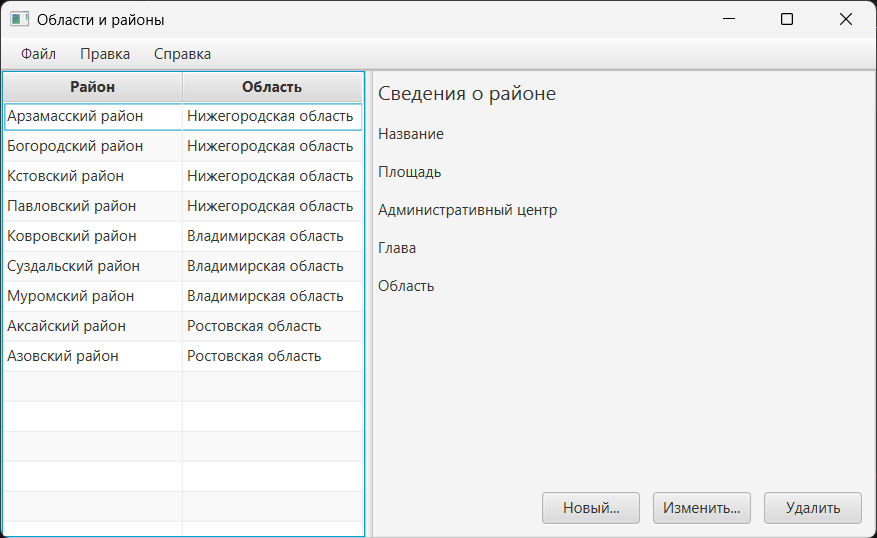 Области и районы
Файл Правка Справка
Район Область
Арзамасский район Нижегородская область
Богородский район Нижегородская область
Кстовский район Нижегородская область
Павловский район Нижегородская область
Ковровский район Владимирская область
Суздальский район Владимирская область
Муромский район Владимирская область
Аксайский район Ростовская область
Азовский район Ростовская область
Сведения о районе
Название
Площадь
Административный центр
Глава
Область
Новый... Изменить... Удалить